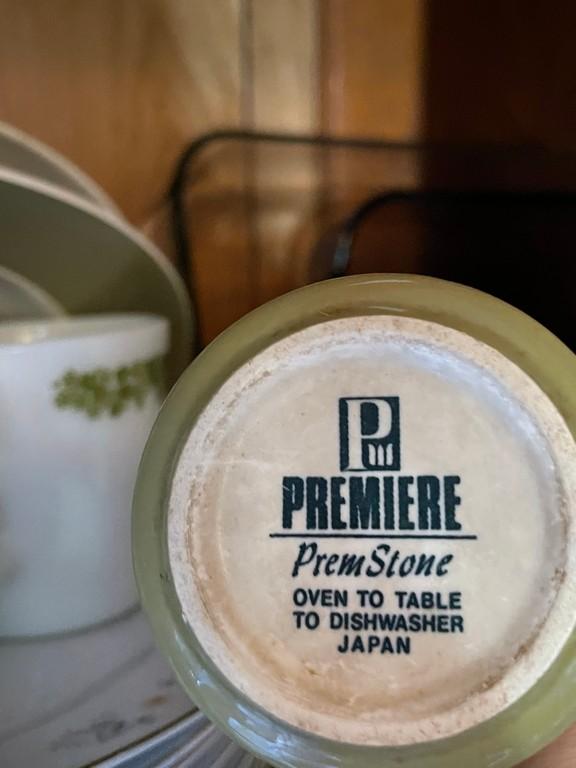 P
PREMIERE
PremStone
OVEN TO TABLE
TO DISHWASHER
JAPAN